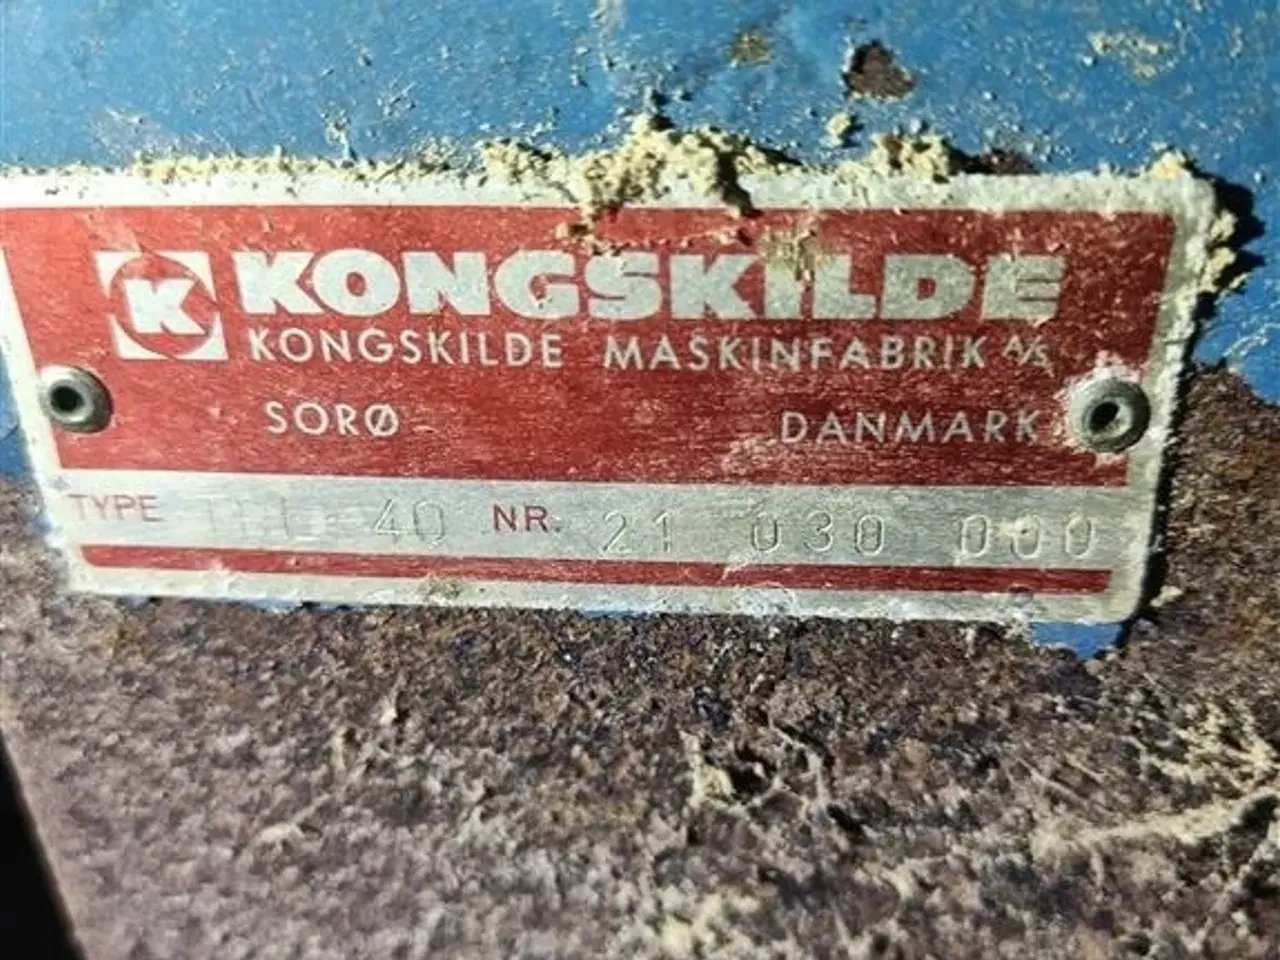 K KONGSKILDE
KONGSKILDE MASKINFABRIK A/S
SORØ DANMARK
TYPE 40 NR. 21 030 000